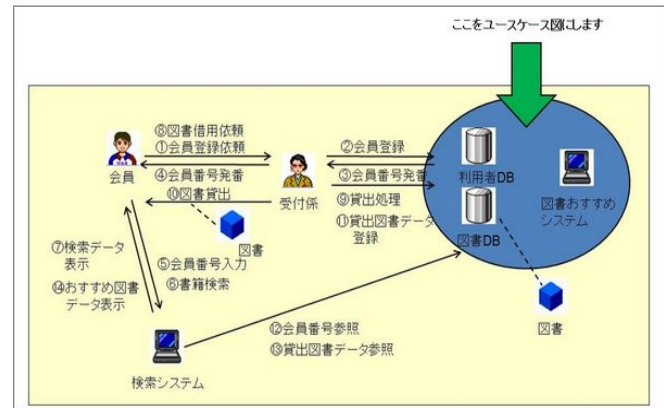 ここをユースケース図にします
⑧図書借用依頼
①会員登録依頼
②会員登録
会員
④会員番号発番
③会員番号発番
利用者DB
⑩図書貸出
受付係
⑨貸出処理
図書おすすめ
システム
⑪貸出図書データ
登録
図書DB
図書
⑦検索データ
表示
⑤会員番号入力
⑥書籍検索
⑭おすすめ図書
データ表示
図書
⑫会員番号参照
⑬貸出図書データ参照
検索システム